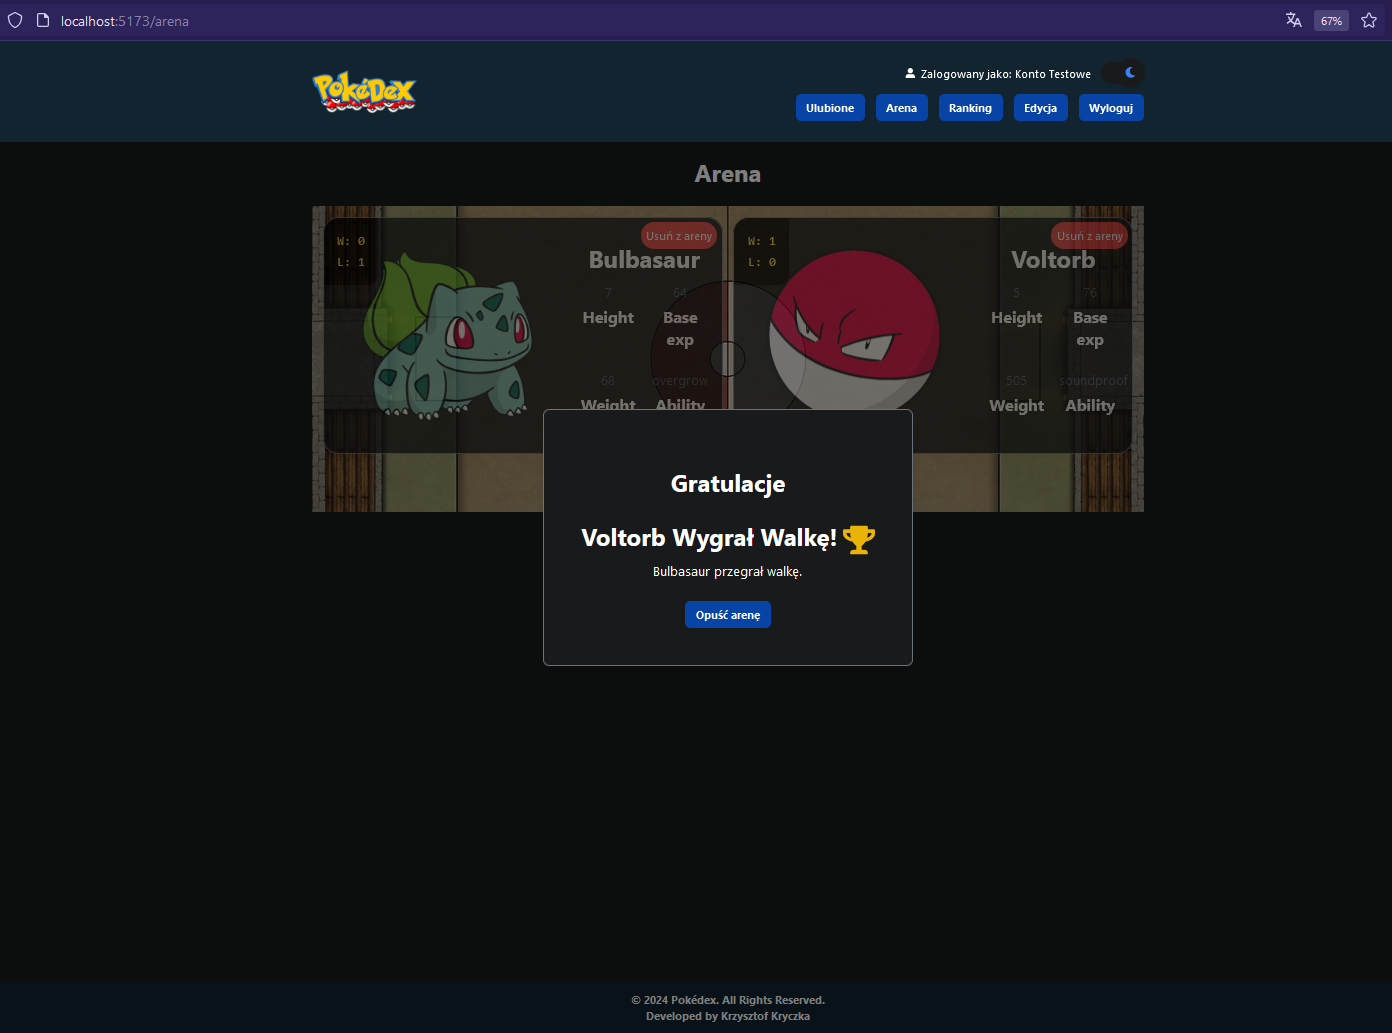 localhost:5173/arena
67%
PokéDex
Zalogowany jako: Konto Testowe
Ulubione
Arena
Ranking
Edycja
Wyloguj
Arena
W: 0
L: 1
Usuń z areny
Bulbasaur
7
Height
64
Base
exp
68
Weight
overgrow
Ability
W: 1
L: 0
Usuń z areny
Voltorb
5
Height
76
Base
exp
505
Weight
soundproof
Ability
Gratulacje
Voltorb Wygrał Walkę!
Bulbasaur przegrał walkę.
Opuść arenę
© 2024 Pokédex. All Rights Reserved.
Developed by Krzysztof Kryczka